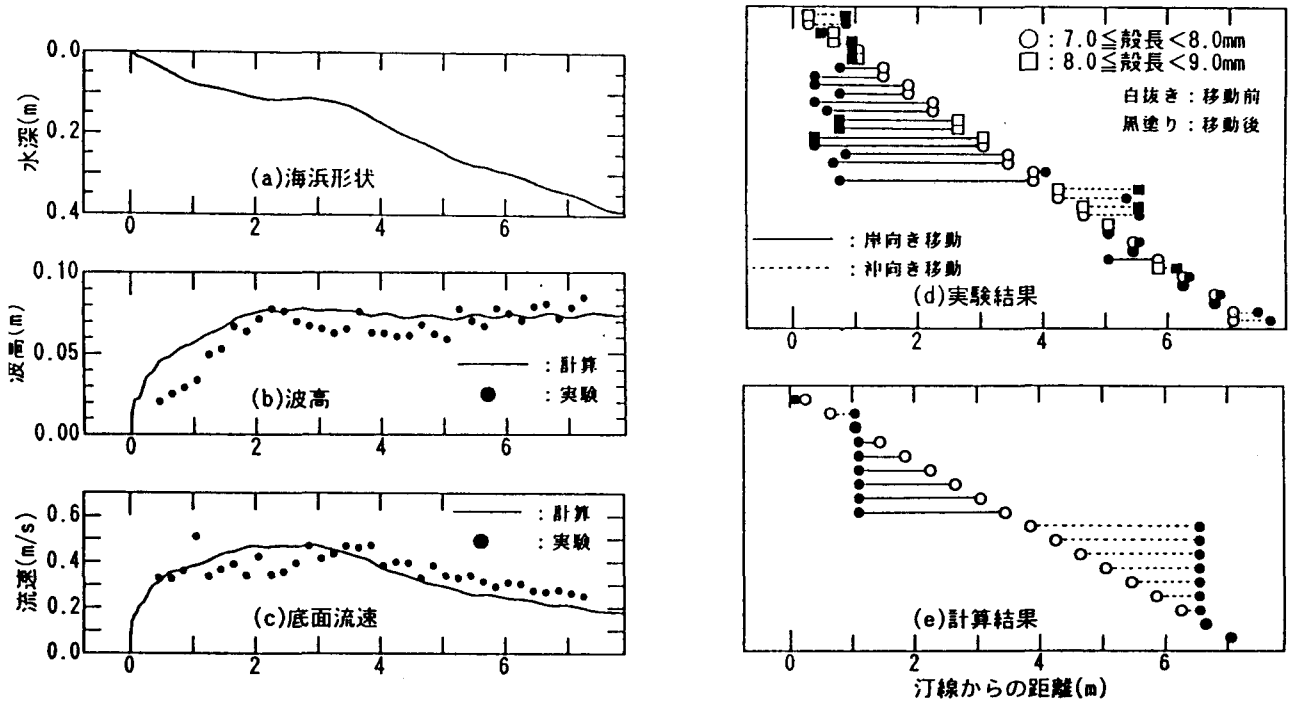 0.0
0.2
0.4
水深(m)
(a)海浜形状
0 2 4 6
0.10
0.05
0.00
波高(m)
——— : 計算
● : 実験
(b)波高
0 2 4 6
0.6
0.4
0.2
0.0
流速(m/s)
——— : 計算
● : 実験
(c)底面流速
0 2 4 6
○ : 7.0≦殻長<8.0mm
□ : 8.0≦殻長<9.0mm
白抜き : 移動前
黒塗り : 移動後
——— : 岸向き移動
------- : 沖向き移動
(d)実験結果
0 2 4 6
(e)計算結果
0 2 4 6
汀線からの距離(m)